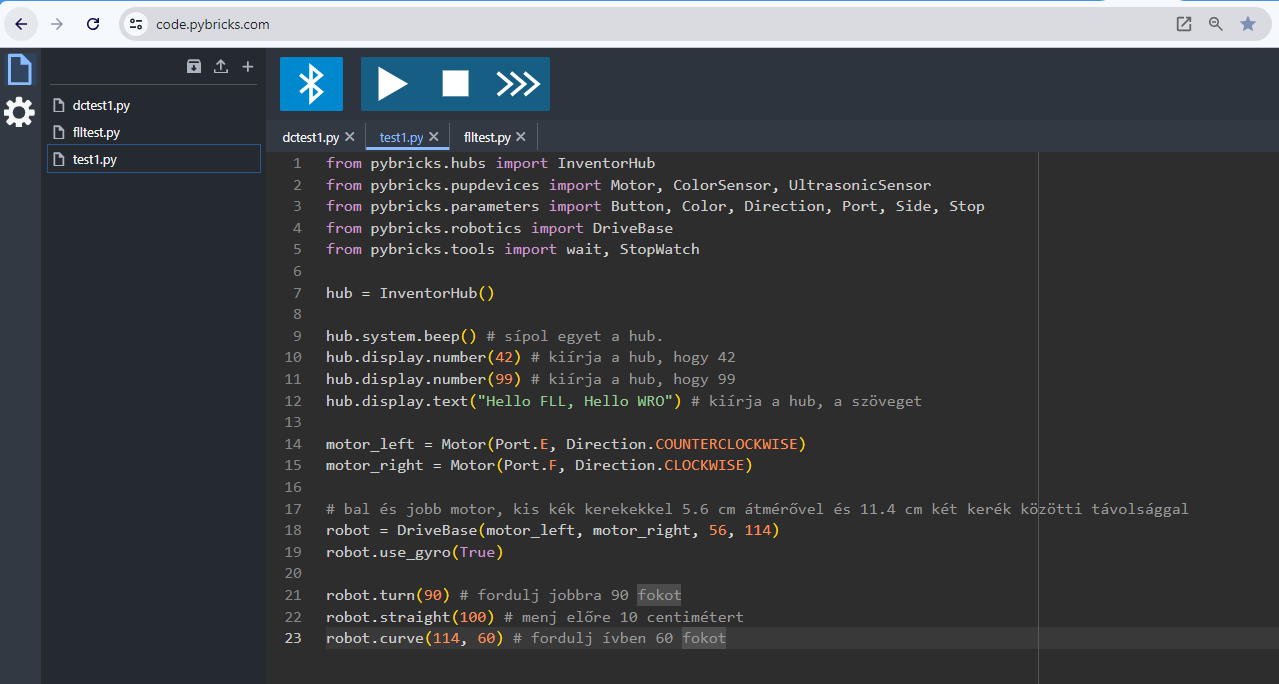 code.pybricks.com
dctest1.py
flltest.py
test1.py
dctest1.py
test1.py
flltest.py
1 from pybricks.hubs import InventorHub
2 from pybricks.pupdevices import Motor, ColorSensor, UltrasonicSensor
3 from pybricks.parameters import Button, Color, Direction, Port, Side, Stop
4 from pybricks.robotics import DriveBase
5 from pybricks.tools import wait, StopWatch
6
7 hub = InventorHub()
8
9 hub.system.beep() # sípol egyet a hub.
10 hub.display.number(42) # kiírja a hub, hogy 42
11 hub.display.number(99) # kiírja a hub, hogy 99
12 hub.display.text("Hello FLL, Hello WRO") # kiírja a hub, a szöveget
13
14 motor_left = Motor(Port.E, Direction.COUNTERCLOCKWISE)
15 motor_right = Motor(Port.F, Direction.CLOCKWISE)
16
17 # bal és jobb motor, kis kék kerekekkel 5.6 cm átmérővel és 11.4 cm két kerék közötti távolsággal
18 robot = DriveBase(motor_left, motor_right, 56, 114)
19 robot.use_gyro(True)
20
21 robot.turn(90) # fordulj jobbra 90 fokot
22 robot.straight(100) # menj előre 10 centimétert
23 robot.curve(114, 60) # fordulj ívben 60 fokot